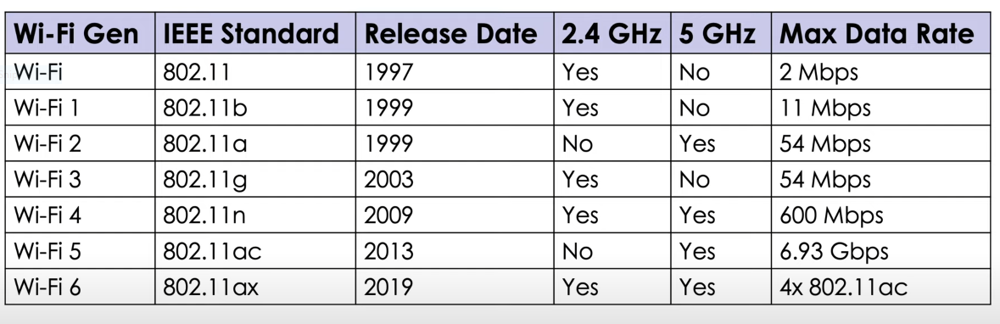 Wi-Fi Gen IEEE Standard Release Date 2.4 GHz 5 GHz Max Data Rate
Wi-Fi 802.11 1997 Yes No 2 Mbps
Wi-Fi 1 802.11b 1999 Yes No 11 Mbps
Wi-Fi 2 802.11a 1999 No Yes 54 Mbps
Wi-Fi 3 802.11g 2003 Yes No 54 Mbps
Wi-Fi 4 802.11n 2009 Yes Yes 600 Mbps
Wi-Fi 5 802.11ac 2013 No Yes 6.93 Gbps
Wi-Fi 6 802.11ax 2019 Yes Yes 4x 802.11ac